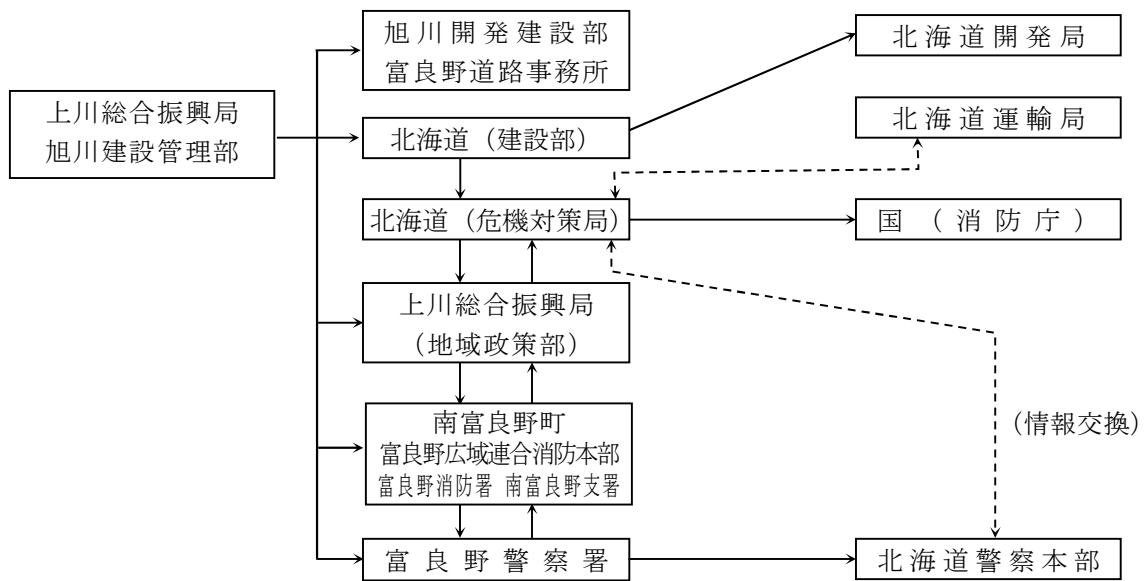 上川総合振興局
旭川建設管理部
旭川開発建設部
富良野道路事務所
北海道（建設部）
北海道（危機対策局）
上川総合振興局
（地域政策部）
南富良野町
富良野広域連合消防本部
富良野消防署 南富良野支署
富良野警察署
北海道開発局
北海道運輸局
国（消防庁）
（情報交換）
北海道警察本部